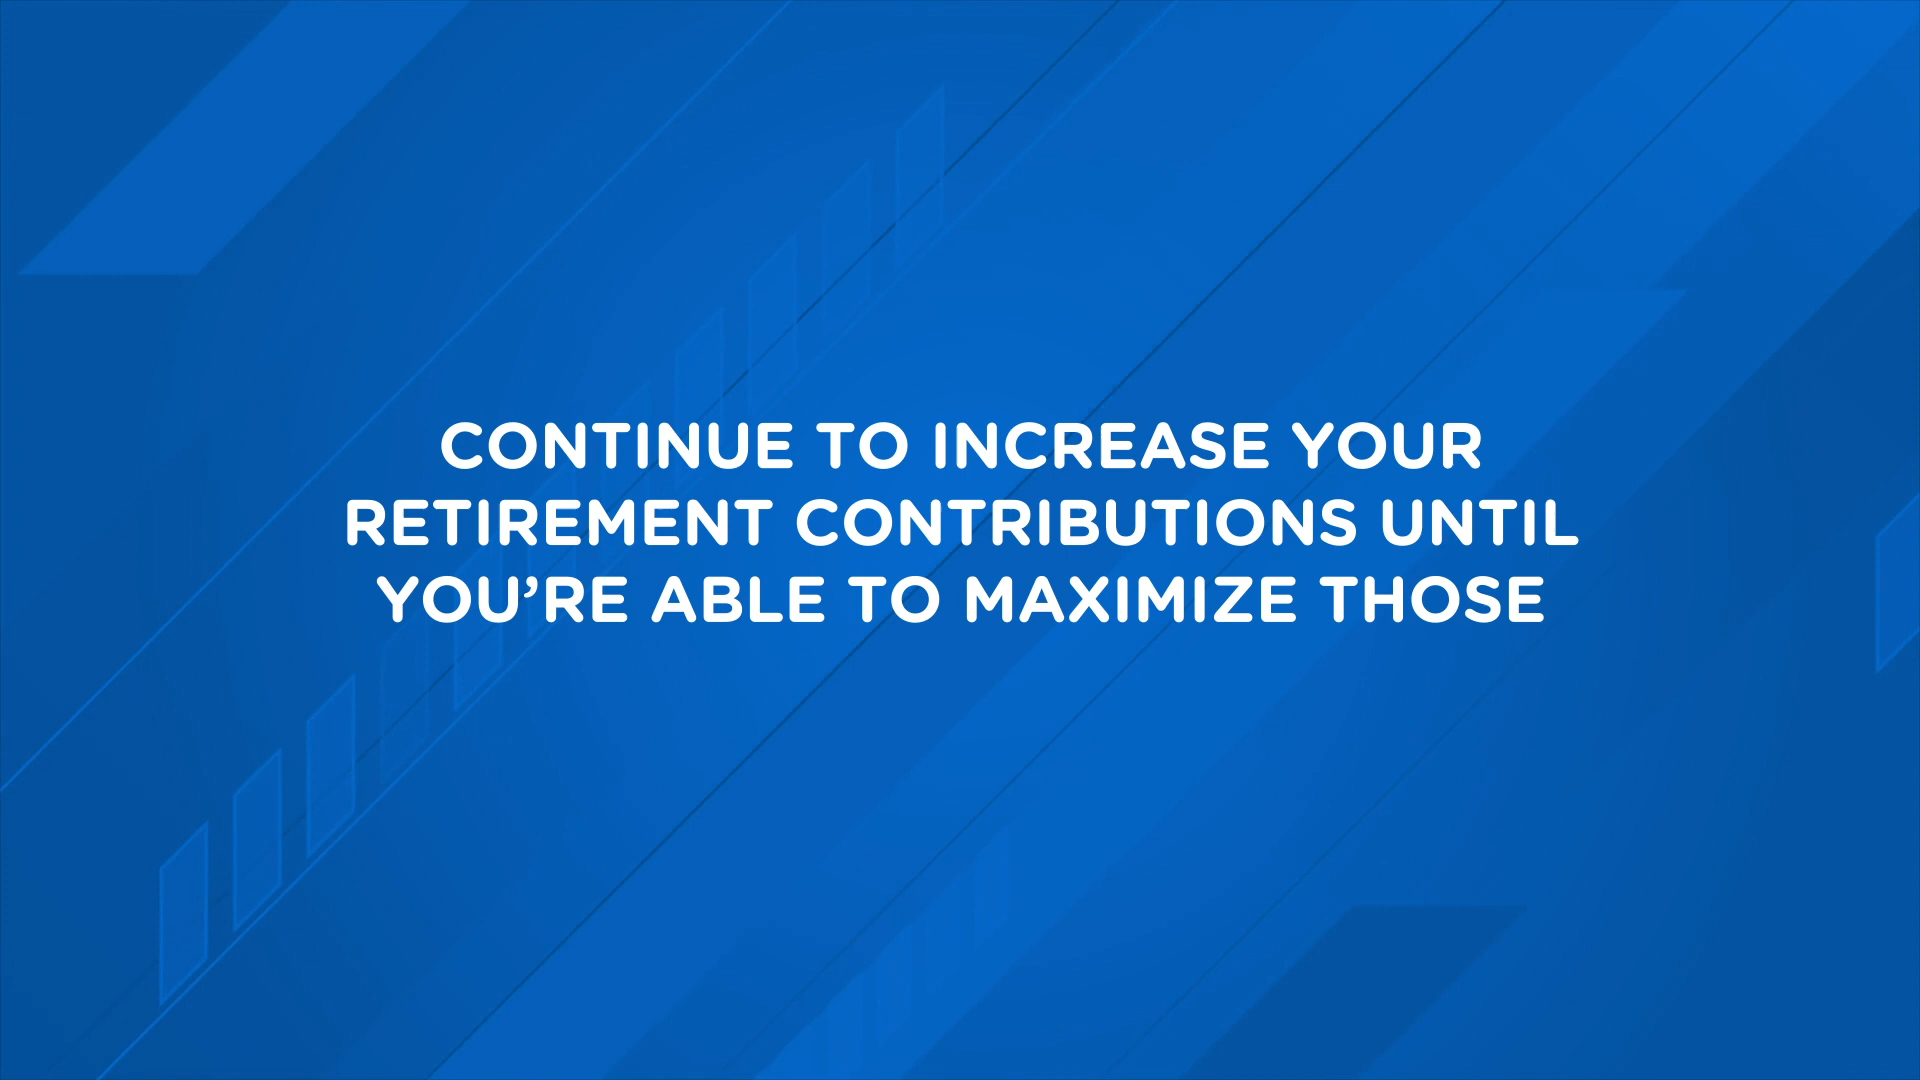 CONTINUE TO INCREASE YOUR
RETIREMENT CONTRIBUTIONS UNTIL
YOU’RE ABLE TO MAXIMIZE THOSE